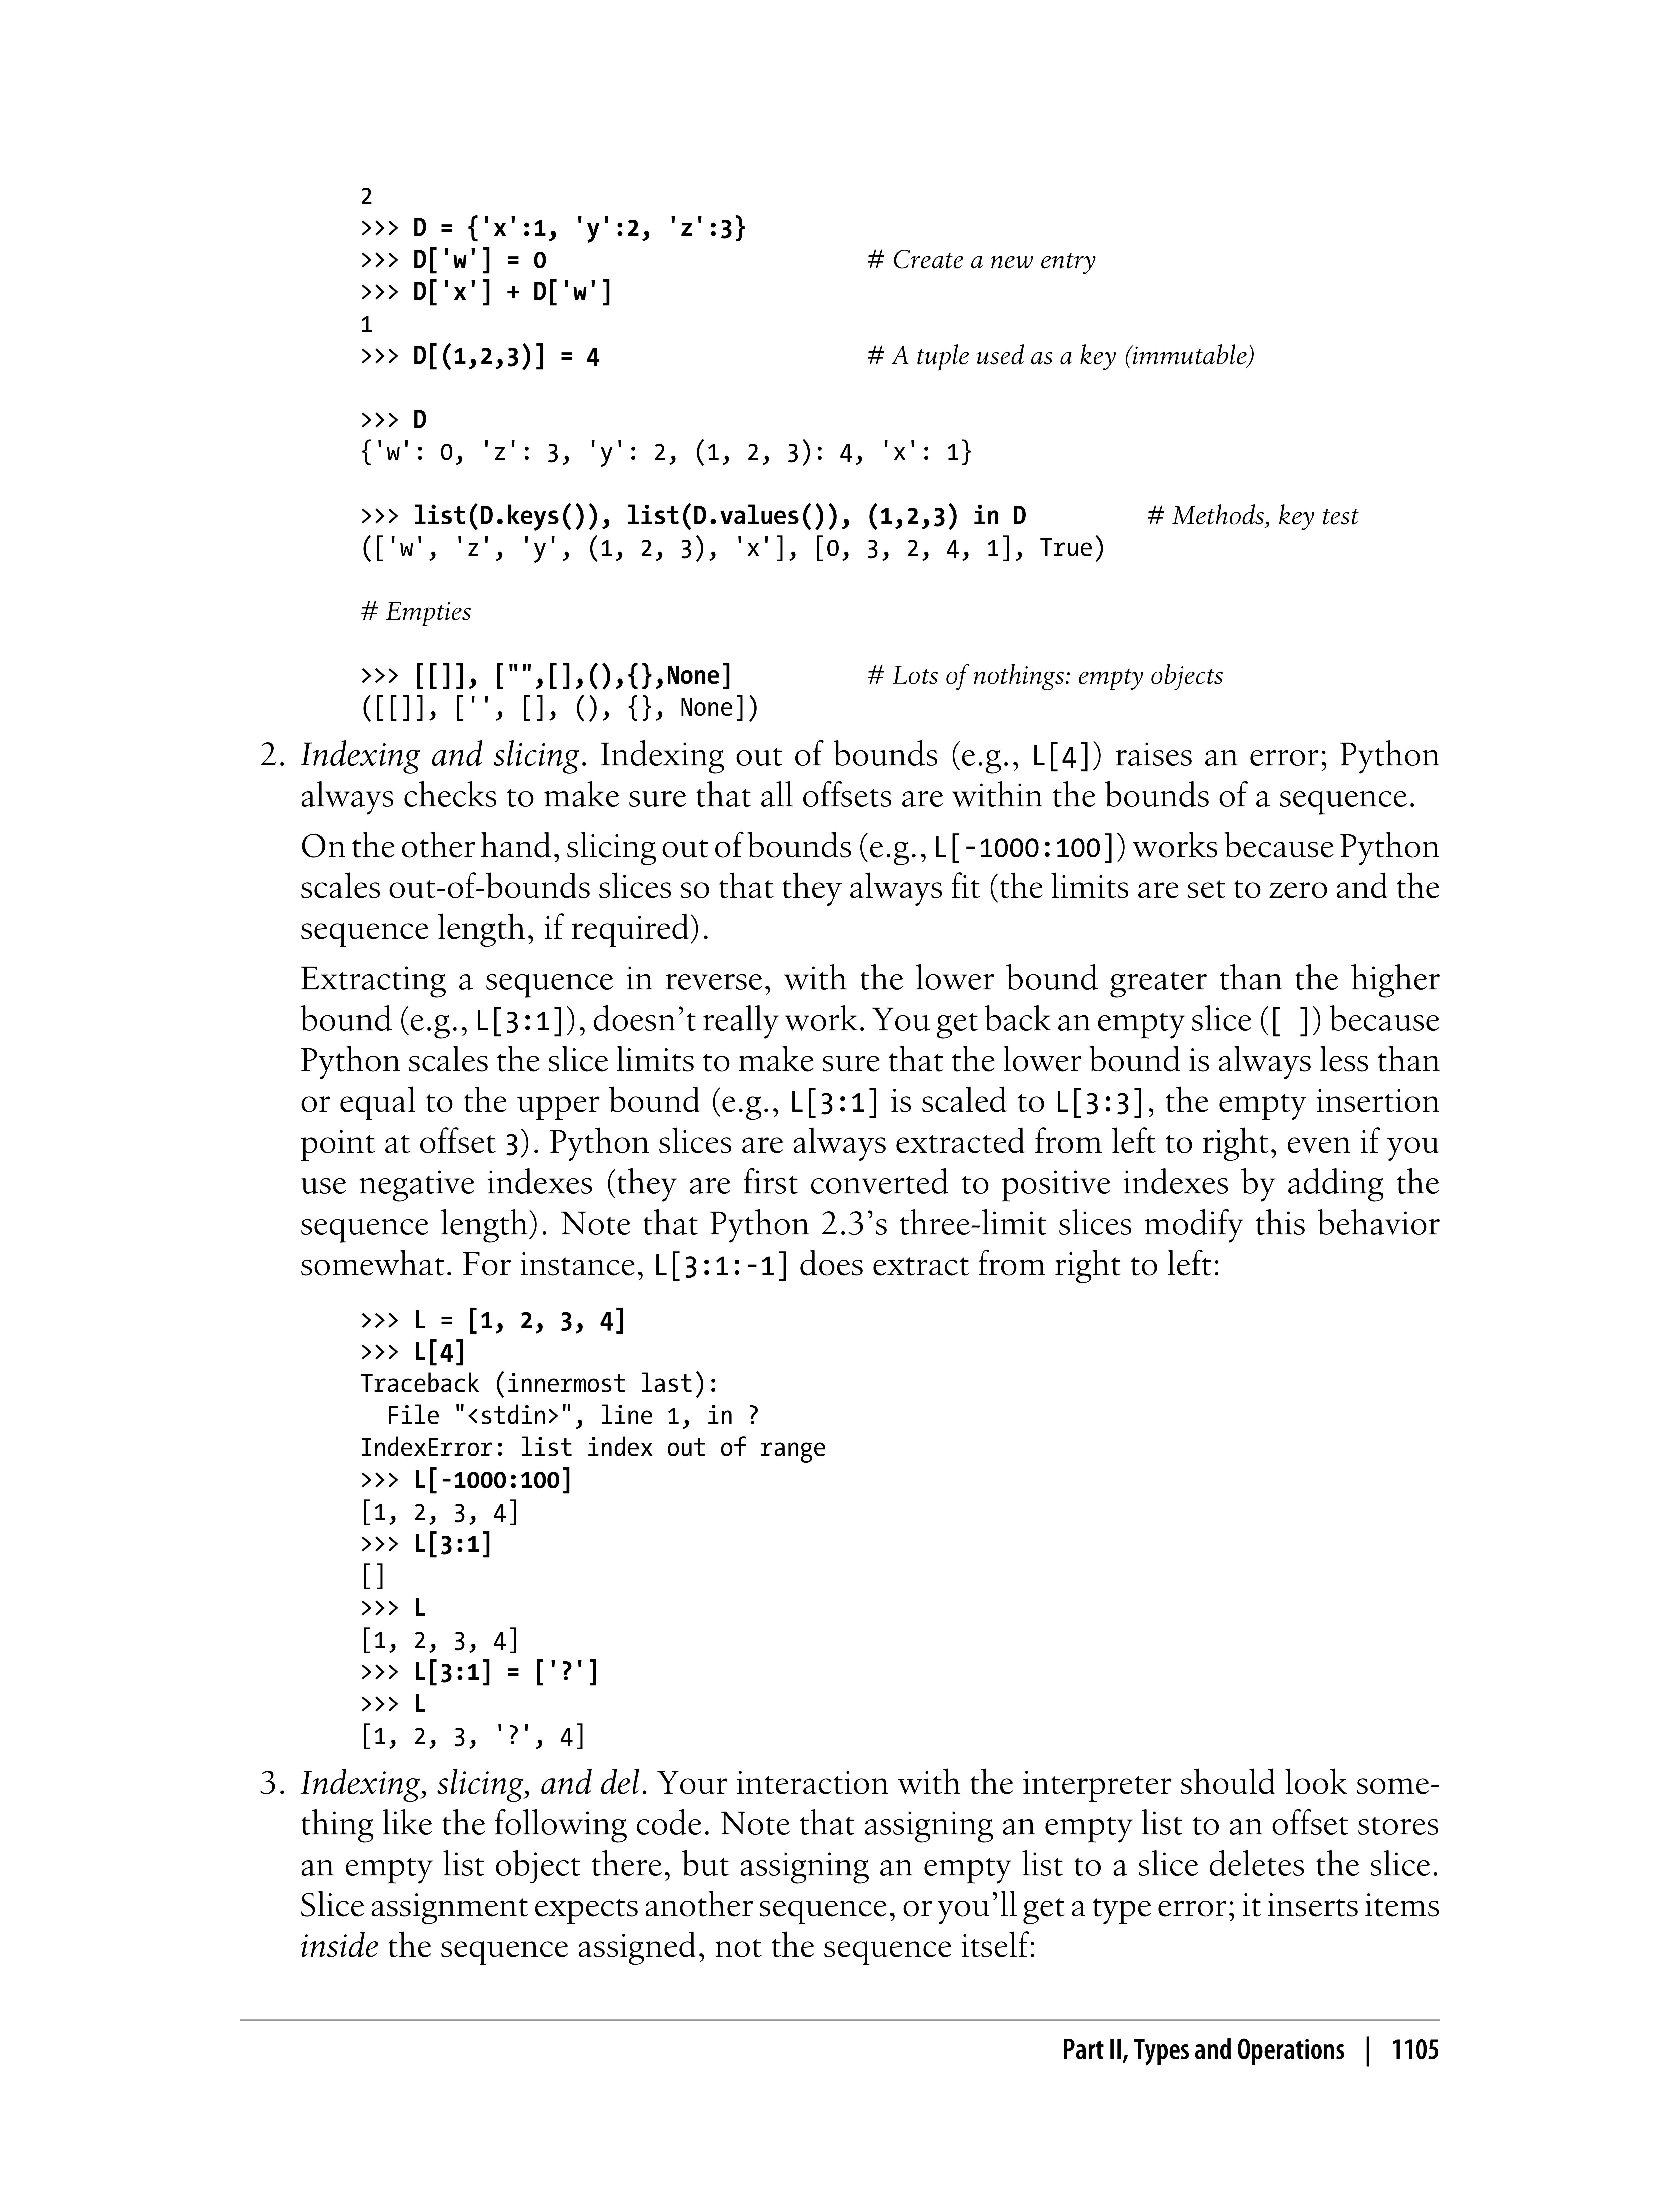 2
>>> D = {'x':1, 'y':2, 'z':3}
>>> D['w'] = 0 # Create a new entry
>>> D['x'] + D['w']
1
>>> D[(1,2,3)] = 4 # A tuple used as a key (immutable)
>>> D
{'w': 0, 'z': 3, 'y': 2, (1, 2, 3): 4, 'x': 1}
>>> list(D.keys()), list(D.values()), (1,2,3) in D # Methods, key test
(['w', 'z', 'y', (1, 2, 3), 'x'], [0, 3, 2, 4, 1], True)
# Empties
>>> [[]], ["",[],(),{},None] # Lots of nothings: empty objects
([[]], ['', [], (), {}, None])
2. Indexing and slicing. Indexing out of bounds (e.g., L[4]) raises an error; Python
always checks to make sure that all offsets are within the bounds of a sequence.
On the other hand, slicing out of bounds (e.g., L[-1000:100]) works because Python
scales out-of-bounds slices so that they always fit (the limits are set to zero and the
sequence length, if required).
Extracting a sequence in reverse, with the lower bound greater than the higher
bound (e.g., L[3:1]), doesn’t really work. You get back an empty slice ([ ]) because
Python scales the slice limits to make sure that the lower bound is always less than
or equal to the upper bound (e.g., L[3:1] is scaled to L[3:3], the empty insertion
point at offset 3). Python slices are always extracted from left to right, even if you
use negative indexes (they are first converted to positive indexes by adding the
sequence length). Note that Python 2.3’s three-limit slices modify this behavior
somewhat. For instance, L[3:1:-1] does extract from right to left:
>>> L = [1, 2, 3, 4]
>>> L[4]
Traceback (innermost last):
  File "<stdin>", line 1, in ?
IndexError: list index out of range
>>> L[-1000:100]
[1, 2, 3, 4]
>>> L[3:1]
[]
>>> L
[1, 2, 3, 4]
>>> L[3:1] = ['?']
>>> L
[1, 2, 3, '?', 4]
3. Indexing, slicing, and del. Your interaction with the interpreter should look some-
thing like the following code. Note that assigning an empty list to an offset stores
an empty list object there, but assigning an empty list to a slice deletes the slice.
Slice assignment expects another sequence, or you’ll get a type error; it inserts items
inside the sequence assigned, not the sequence itself:
Part II, Types and Operations | 1105